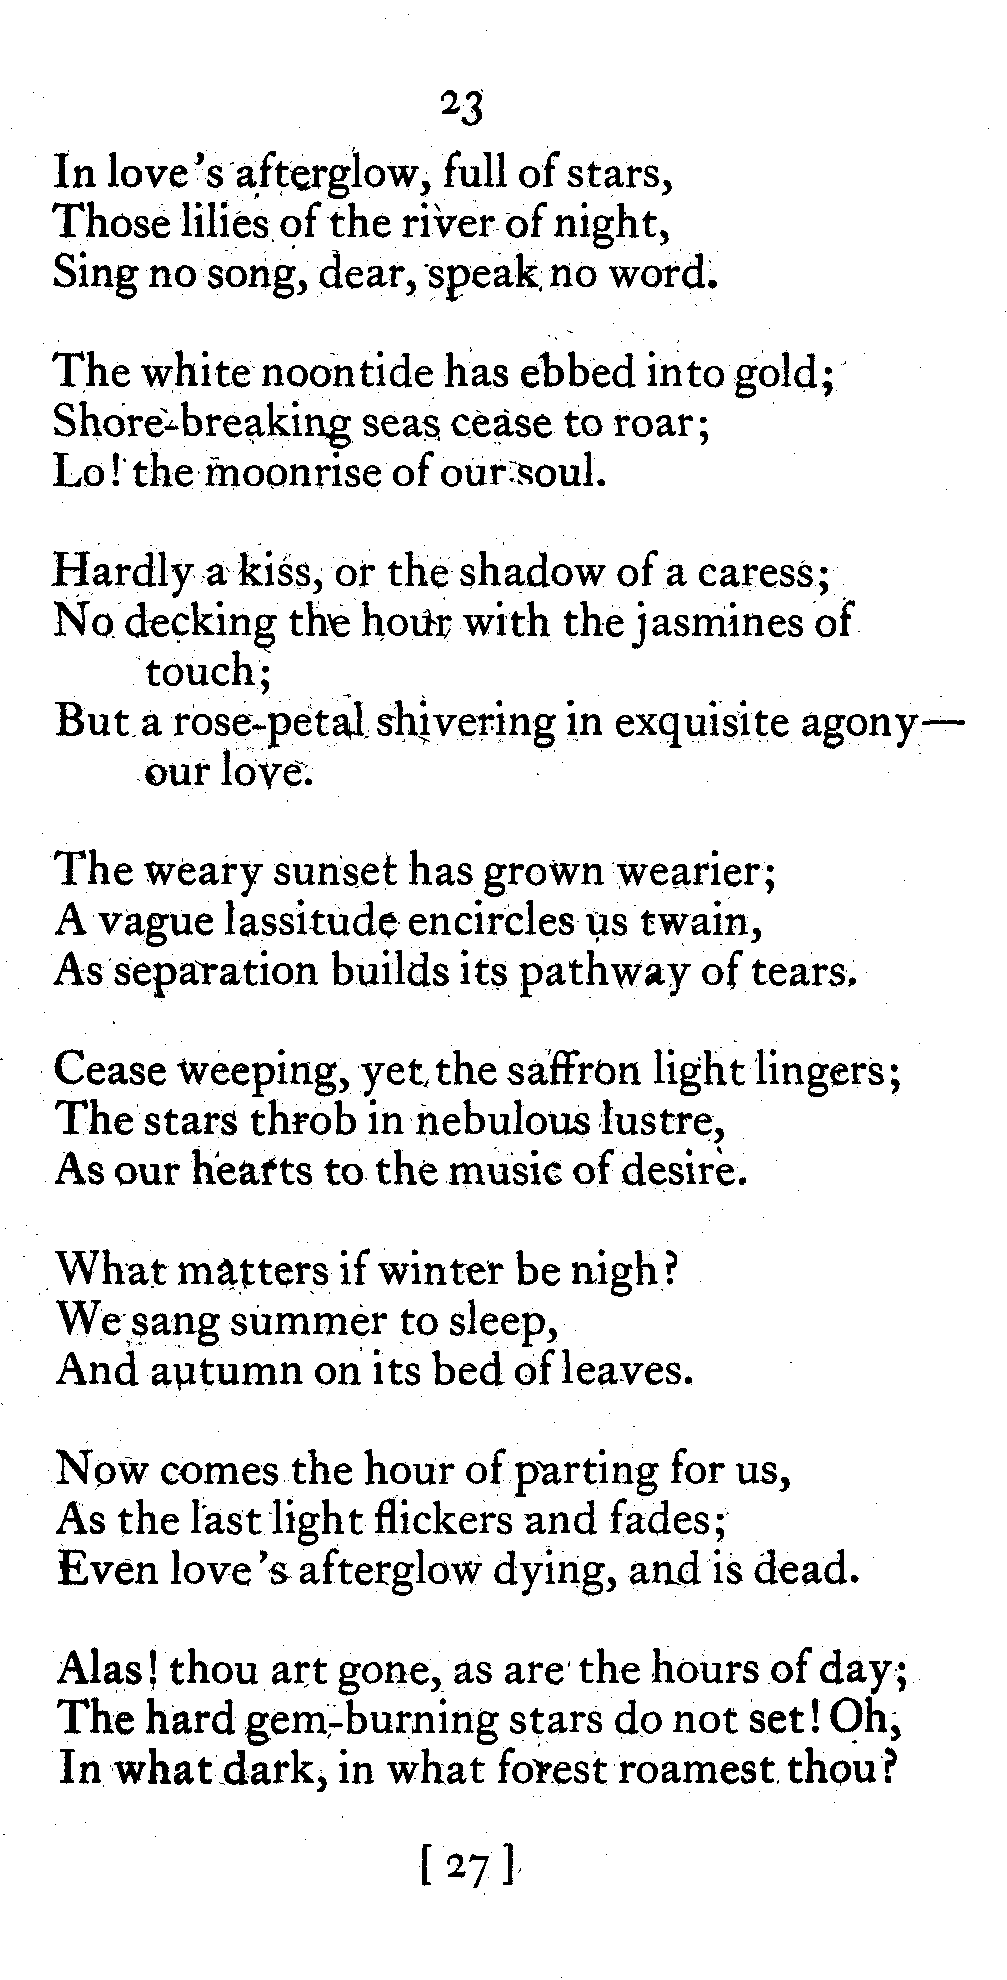 23
In love's afterglow, full of stars,
Those lilies of the river of night,
Sing no song, dear, speak no word.
The white noontide has ebbed into gold;
Shore-breaking seas cease to roar;
Lo! the moonrise of our soul.
Hardly a kiss, or the shadow of a caress;
No decking the hour with the jasmines of
touch;
But a rose-petal shivering in exquisite agony—
our love.
The weary sunset has grown wearier;
A vague lassitude encircles us twain,
As separation builds its pathway of tears.
Cease weeping, yet the saffron light lingers;
The stars throb in nebulous lustre,
As our hearts to the music of desire.
What matters if winter be nigh?
We sang summer to sleep,
And autumn on its bed of leaves.
Now comes the hour of parting for us,
As the last light flickers and fades;
Even love's afterglow dying, and is dead.
Alas! thou art gone, as are the hours of day;
The hard gem-burning stars do not set! Oh,
In what dark, in what forest roamest thou?
[ 27 ]